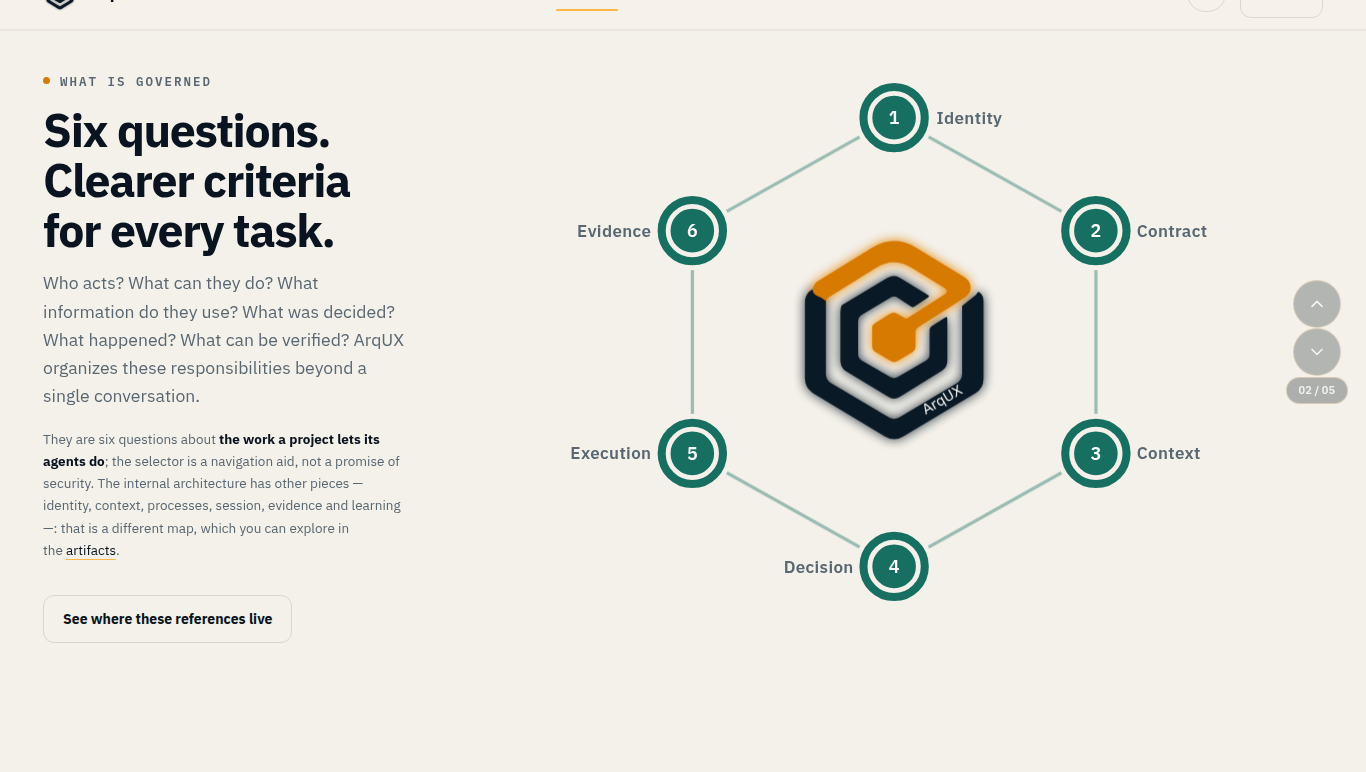 WHAT IS GOVERNED
Six questions.
Clearer criteria
for every task.
Who acts? What can they do? What
information do they use? What was decided?
What happened? What can be verified? ArqUX
organizes these responsibilities beyond a
single conversation.
They are six questions about the work a project lets its
agents do; the selector is a navigation aid, not a promise of
security. The internal architecture has other pieces —
identity, context, processes, session, evidence and learning
—: that is a different map, which you can explore in
the artifacts.
See where these references live
1 Identity
Evidence 6
2 Contract
ArqUX
Execution 5
3 Context
Decision 4
02 / 05